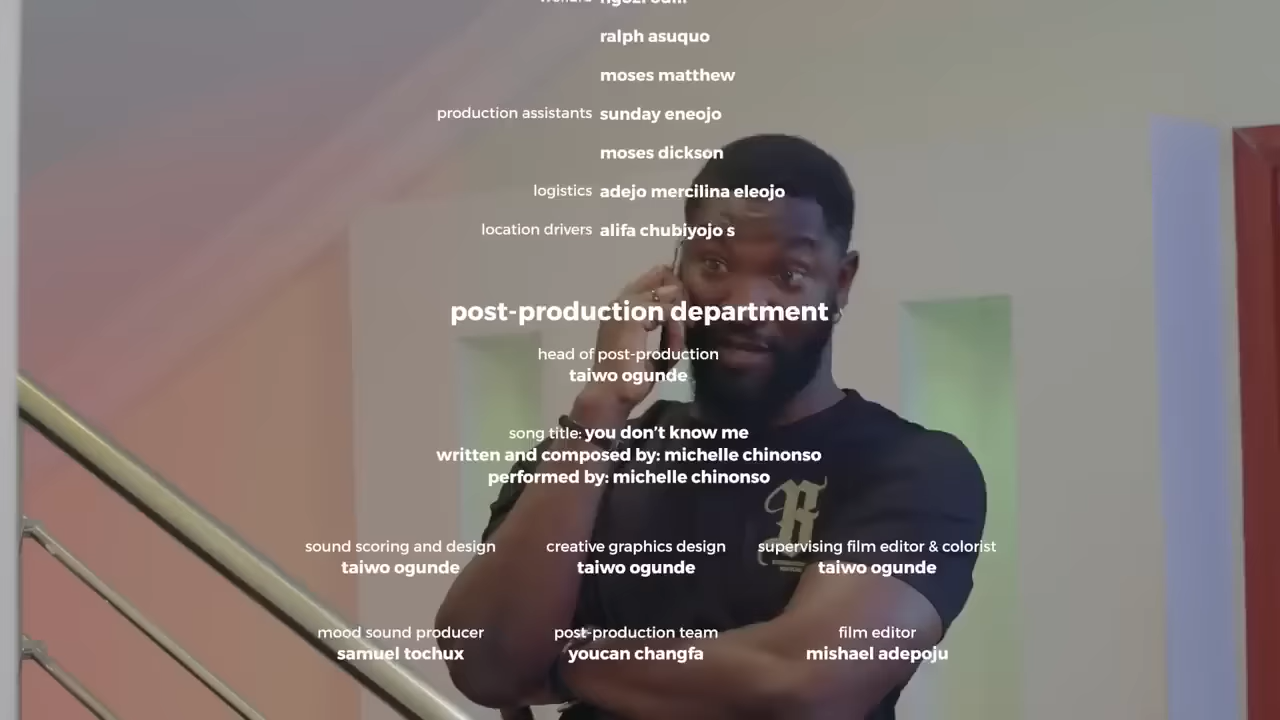 ralph asuquo
moses matthew
production assistants sunday eneojo
moses dickson
logistics adejo mercilina eleojo
location drivers alifa chubiyojo s
post-production department
head of post-production
taiwo ogunde
song title: you don’t know me
written and composed by: michelle chinonso
performed by: michelle chinonso
sound scoring and design
taiwo ogunde
creative graphics design
taiwo ogunde
supervising film editor & colorist
taiwo ogunde
mood sound producer
samuel tochux
post-production team
youcan changfa
film editor
mishael adepoju